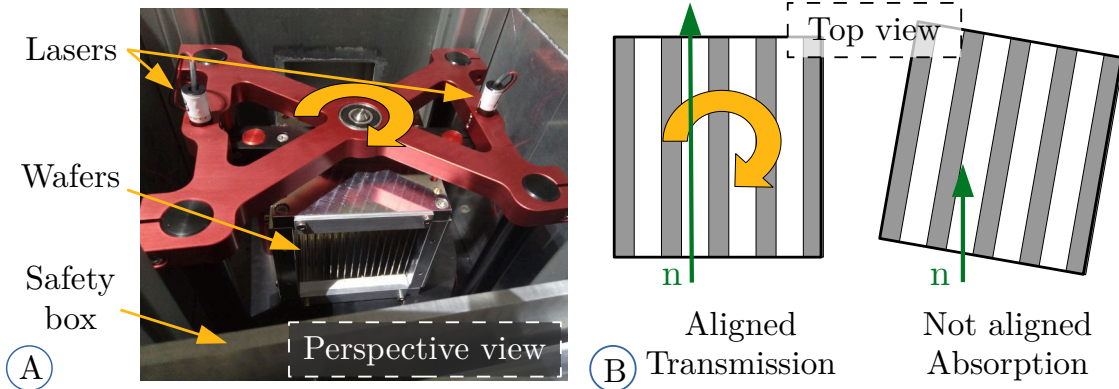 Lasers
Wafers
Safety
box
Perspective view
A
Top view
n
n
Aligned
Transmission
Not aligned
Absorption
B